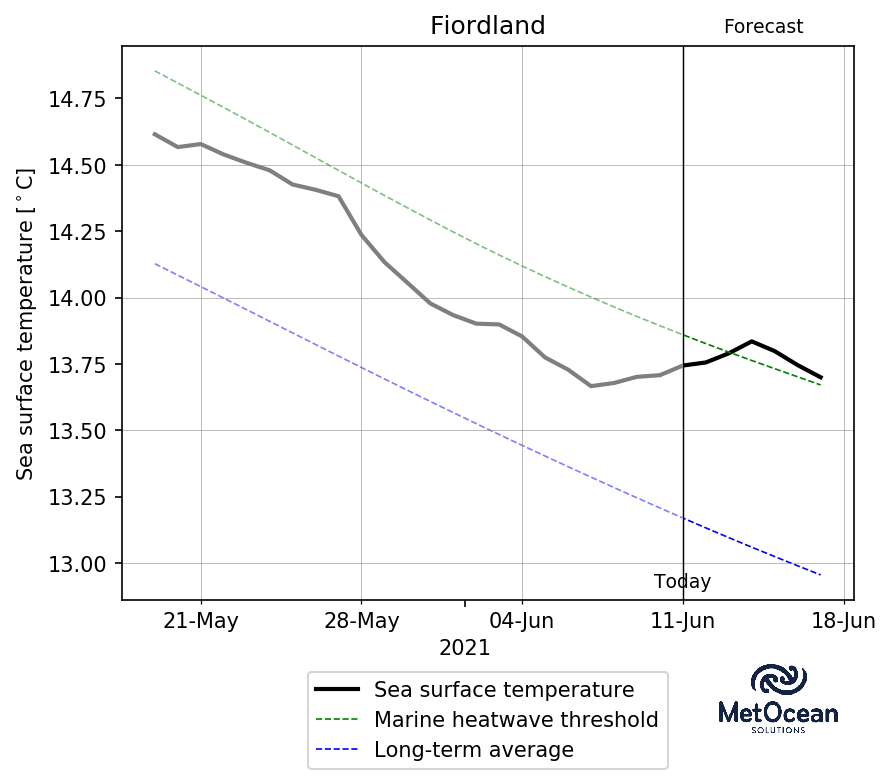 Fiordland
Forecast
Sea surface temperature [°C]
14.75
14.50
14.25
14.00
13.75
13.50
13.25
13.00
Today
21-May
28-May
04-Jun
11-Jun
18-Jun
2021
Sea surface temperature
Marine heatwave threshold
Long-term average
MetOcean
SOLUTIONS